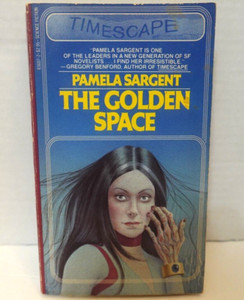 TIMESCAPE
"PAMELA SARGENT IS ONE
OF THE LEADERS IN A NEW GENERATION OF SF
NOVELISTS . . . I FIND HER IRRESISTIBLE.
—GREGORY BENFORD, AUTHOR OF TIMESCAPE
PAMELA SARGENT
THE GOLDEN
SPACE